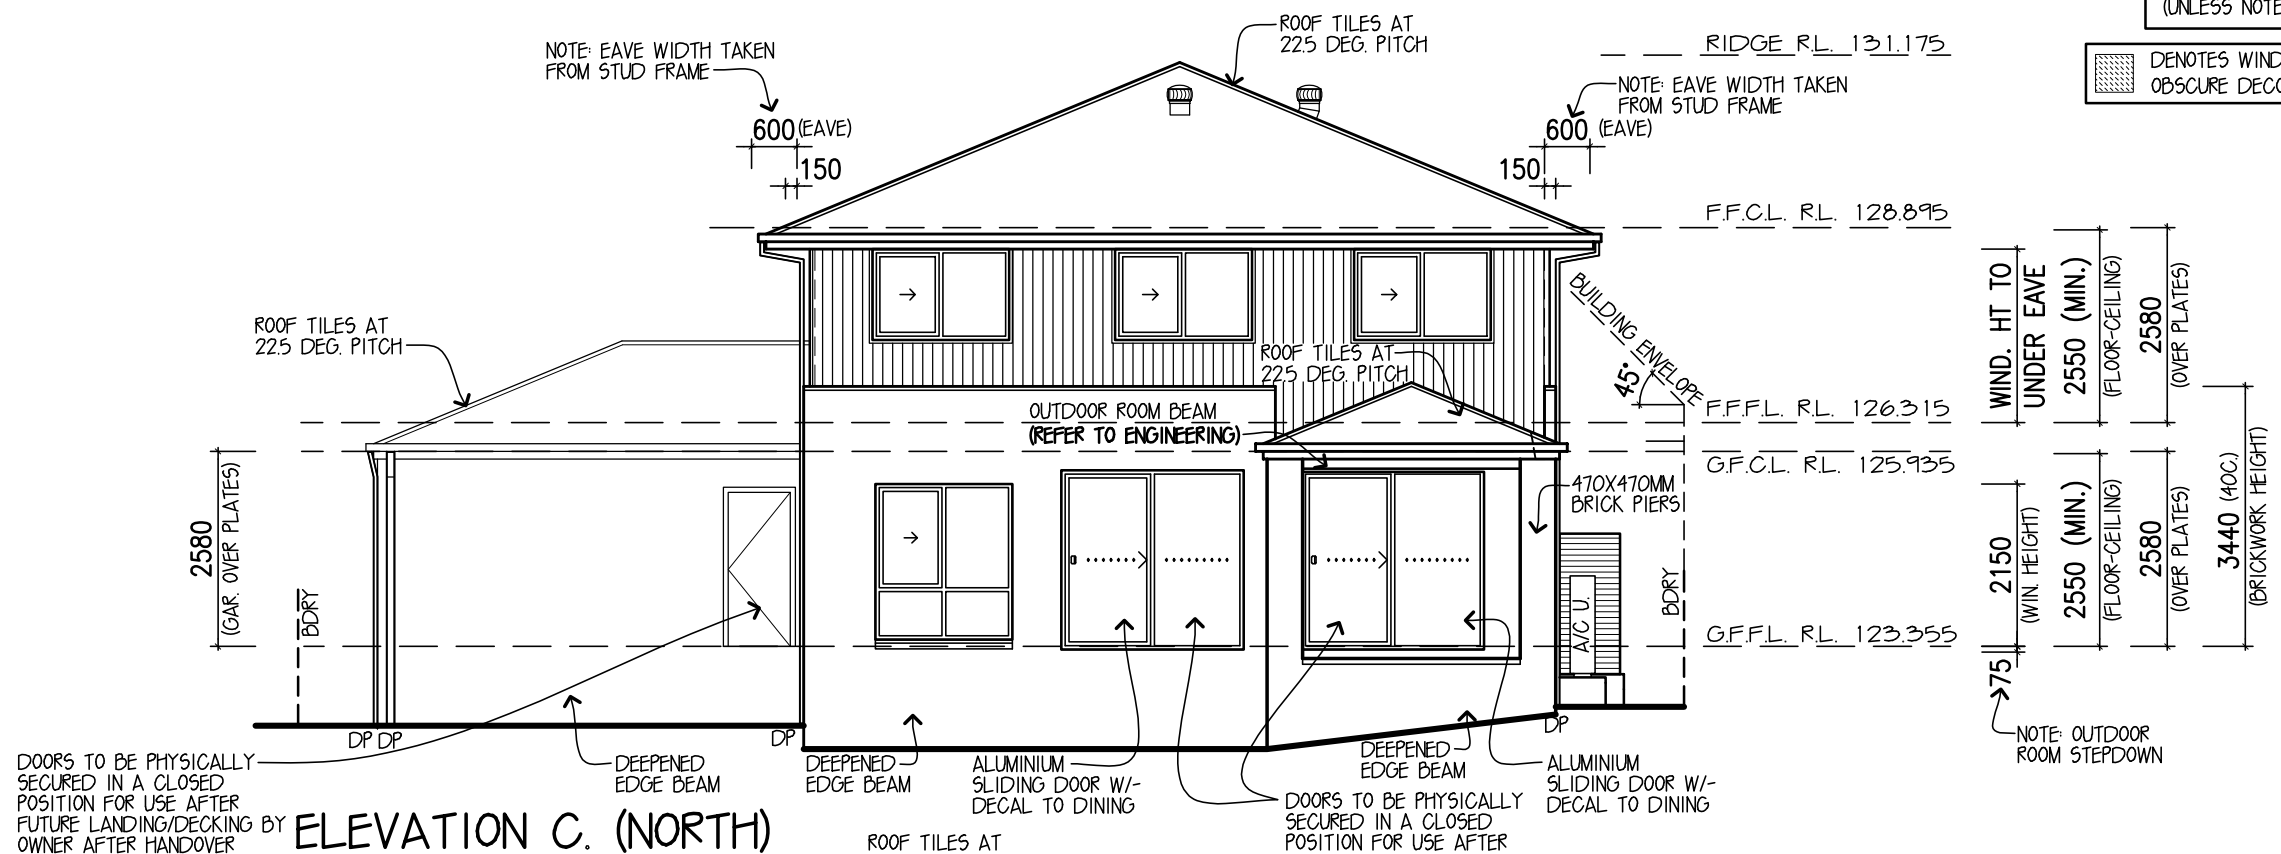 (UNLESS NOTE
DENOTES WIND
OBSCURE DECO
NOTE: EAVE WIDTH TAKEN
FROM STUD FRAME
600 (EAVE)
150
ROOF TILES AT
22.5 DEG. PITCH
RIDGE R.L. 131.175
NOTE: EAVE WIDTH TAKEN
FROM STUD FRAME
600 (EAVE)
150
F.F.C.L. R.L. 128.895
BUILDING ENVELOPE
45°
ROOF TILES AT
22.5 DEG. PITCH
ROOF TILES AT
22.5 DEG. PITCH
OUTDOOR ROOM BEAM
(REFER TO ENGINEERING)
F.F.F.L. R.L. 126.315
G.F.C.L. R.L. 125.935
470X470MM
BRICK PIERS
2580
(GAR. OVER PLATES)
BDRY
A/C U.
BDRY
G.F.F.L. R.L. 123.355
WIND. HT TO
UNDER EAVE
2550 (MIN.)
(FLOOR-CEILING)
2580
(OVER PLATES)
2150
(WIN. HEIGHT)
2550 (MIN.)
(FLOOR-CEILING)
2580
(OVER PLATES)
3440 (40C.)
(BRICKWORK HEIGHT)
75
NOTE: OUTDOOR
ROOM STEPDOWN
DP DP
DP
DP
DOORS TO BE PHYSICALLY
SECURED IN A CLOSED
POSITION FOR USE AFTER
FUTURE LANDING/DECKING BY
OWNER AFTER HANDOVER
DEEPENED
EDGE BEAM
DEEPENED
EDGE BEAM
ALUMINIUM
SLIDING DOOR W/-
DECAL TO DINING
DEEPENED
EDGE BEAM
ALUMINIUM
SLIDING DOOR W/-
DECAL TO DINING
DOORS TO BE PHYSICALLY
SECURED IN A CLOSED
POSITION FOR USE AFTER
ELEVATION C. (NORTH)
ROOF TILES AT